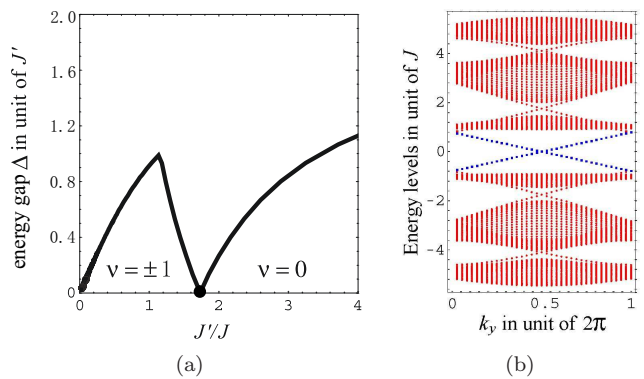 energy gap Δ in unit of J′
2.0
1.6
1.2
0.8
0.4
0
0
1
2
3
4
ν = ± 1
ν = 0
J′/J
(a)
Energy levels in unit of J
4
2
0
-2
-4
0
0.5
1
k_y in unit of 2π
(b)